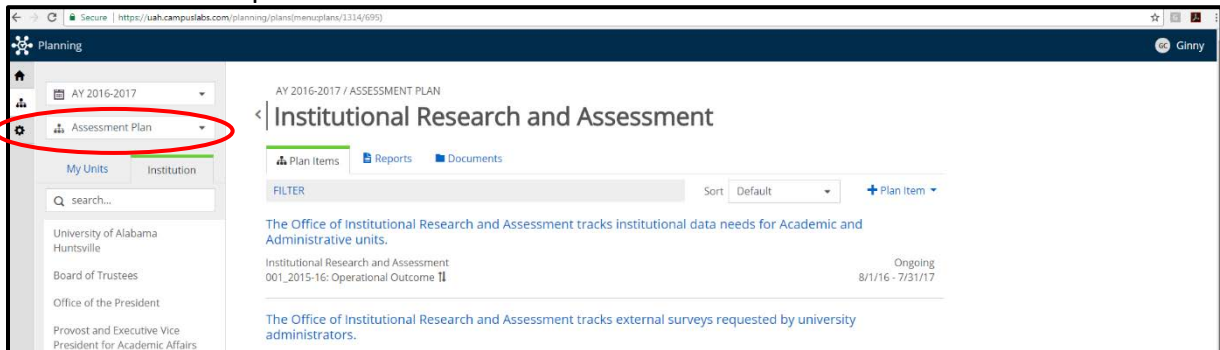 Secure | https://uah.campuslabs.com/planning/plans(menu:plans/1314/695)
Planning
GC Ginny
AY 2016-2017
Assessment Plan
My Units Institution
search...
University of Alabama
Huntsville
Board of Trustees
Office of the President
Provost and Executive Vice
President for Academic Affairs
AY 2016-2017 / ASSESSMENT PLAN
Institutional Research and Assessment
Plan Items Reports Documents
FILTER Sort Default + Plan Item
The Office of Institutional Research and Assessment tracks institutional data needs for Academic and
Administrative units.
Institutional Research and Assessment Ongoing
001_2015-16: Operational Outcome 8/1/16 - 7/31/17
The Office of Institutional Research and Assessment tracks external surveys requested by university
administrators.